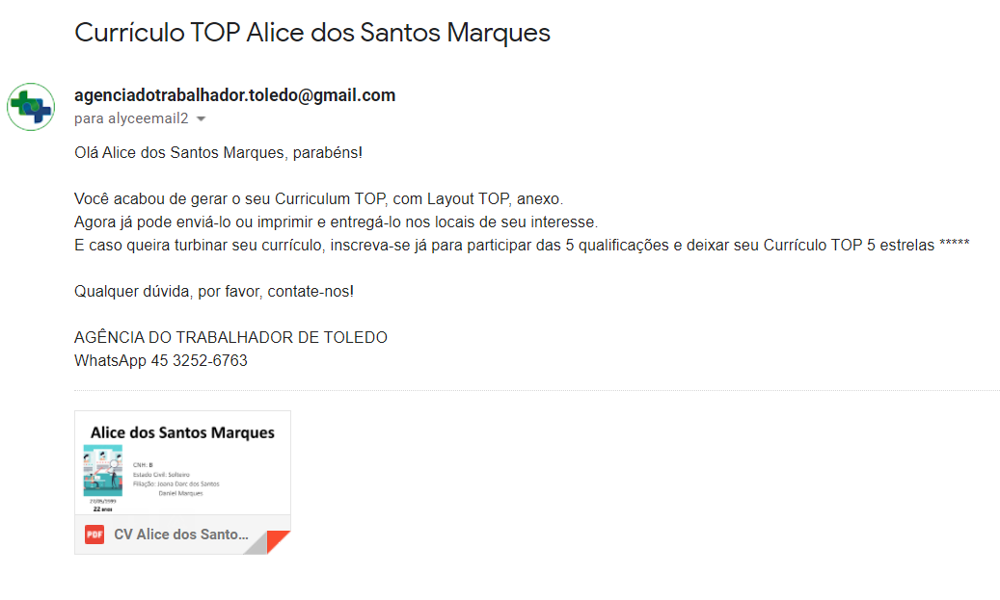 Currículo TOP Alice dos Santos Marques
agenciadotrabalhador.toledo@gmail.com
para alyceemail2
Olá Alice dos Santos Marques, parabéns!
Você acabou de gerar o seu Curriculum TOP, com Layout TOP, anexo.
Agora já pode enviá-lo ou imprimir e entregá-lo nos locais de seu interesse.
E caso queira turbinar seu currículo, inscreva-se já para participar das 5 qualificações e deixar seu Currículo TOP 5 estrelas *****
Qualquer dúvida, por favor, contate-nos!
AGÊNCIA DO TRABALHADOR DE TOLEDO
WhatsApp 45 3252-6763
Alice dos Santos Marques
CNH: B
Estado Civil: Solteiro
Filiação: Joana Darc dos Santos
Daniel Marques
22 anos
PDF CV Alice dos Santo...